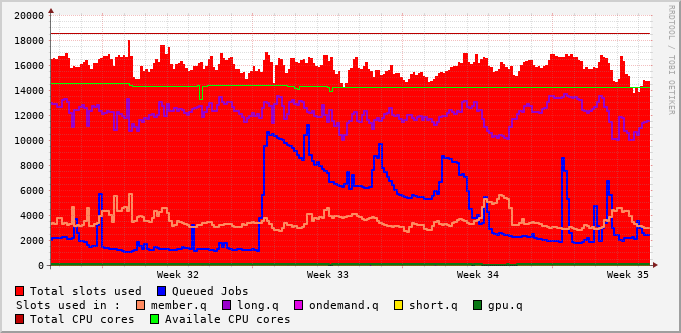 20000
18000
16000
14000
12000
10000
8000
6000
4000
2000
0
Week 32 Week 33 Week 34 Week 35
RRDTOOL / TOBI OETIKER
Total slots used Queued Jobs
Slots used in : member.q long.q ondemand.q short.q gpu.q
Total CPU cores Availale CPU cores